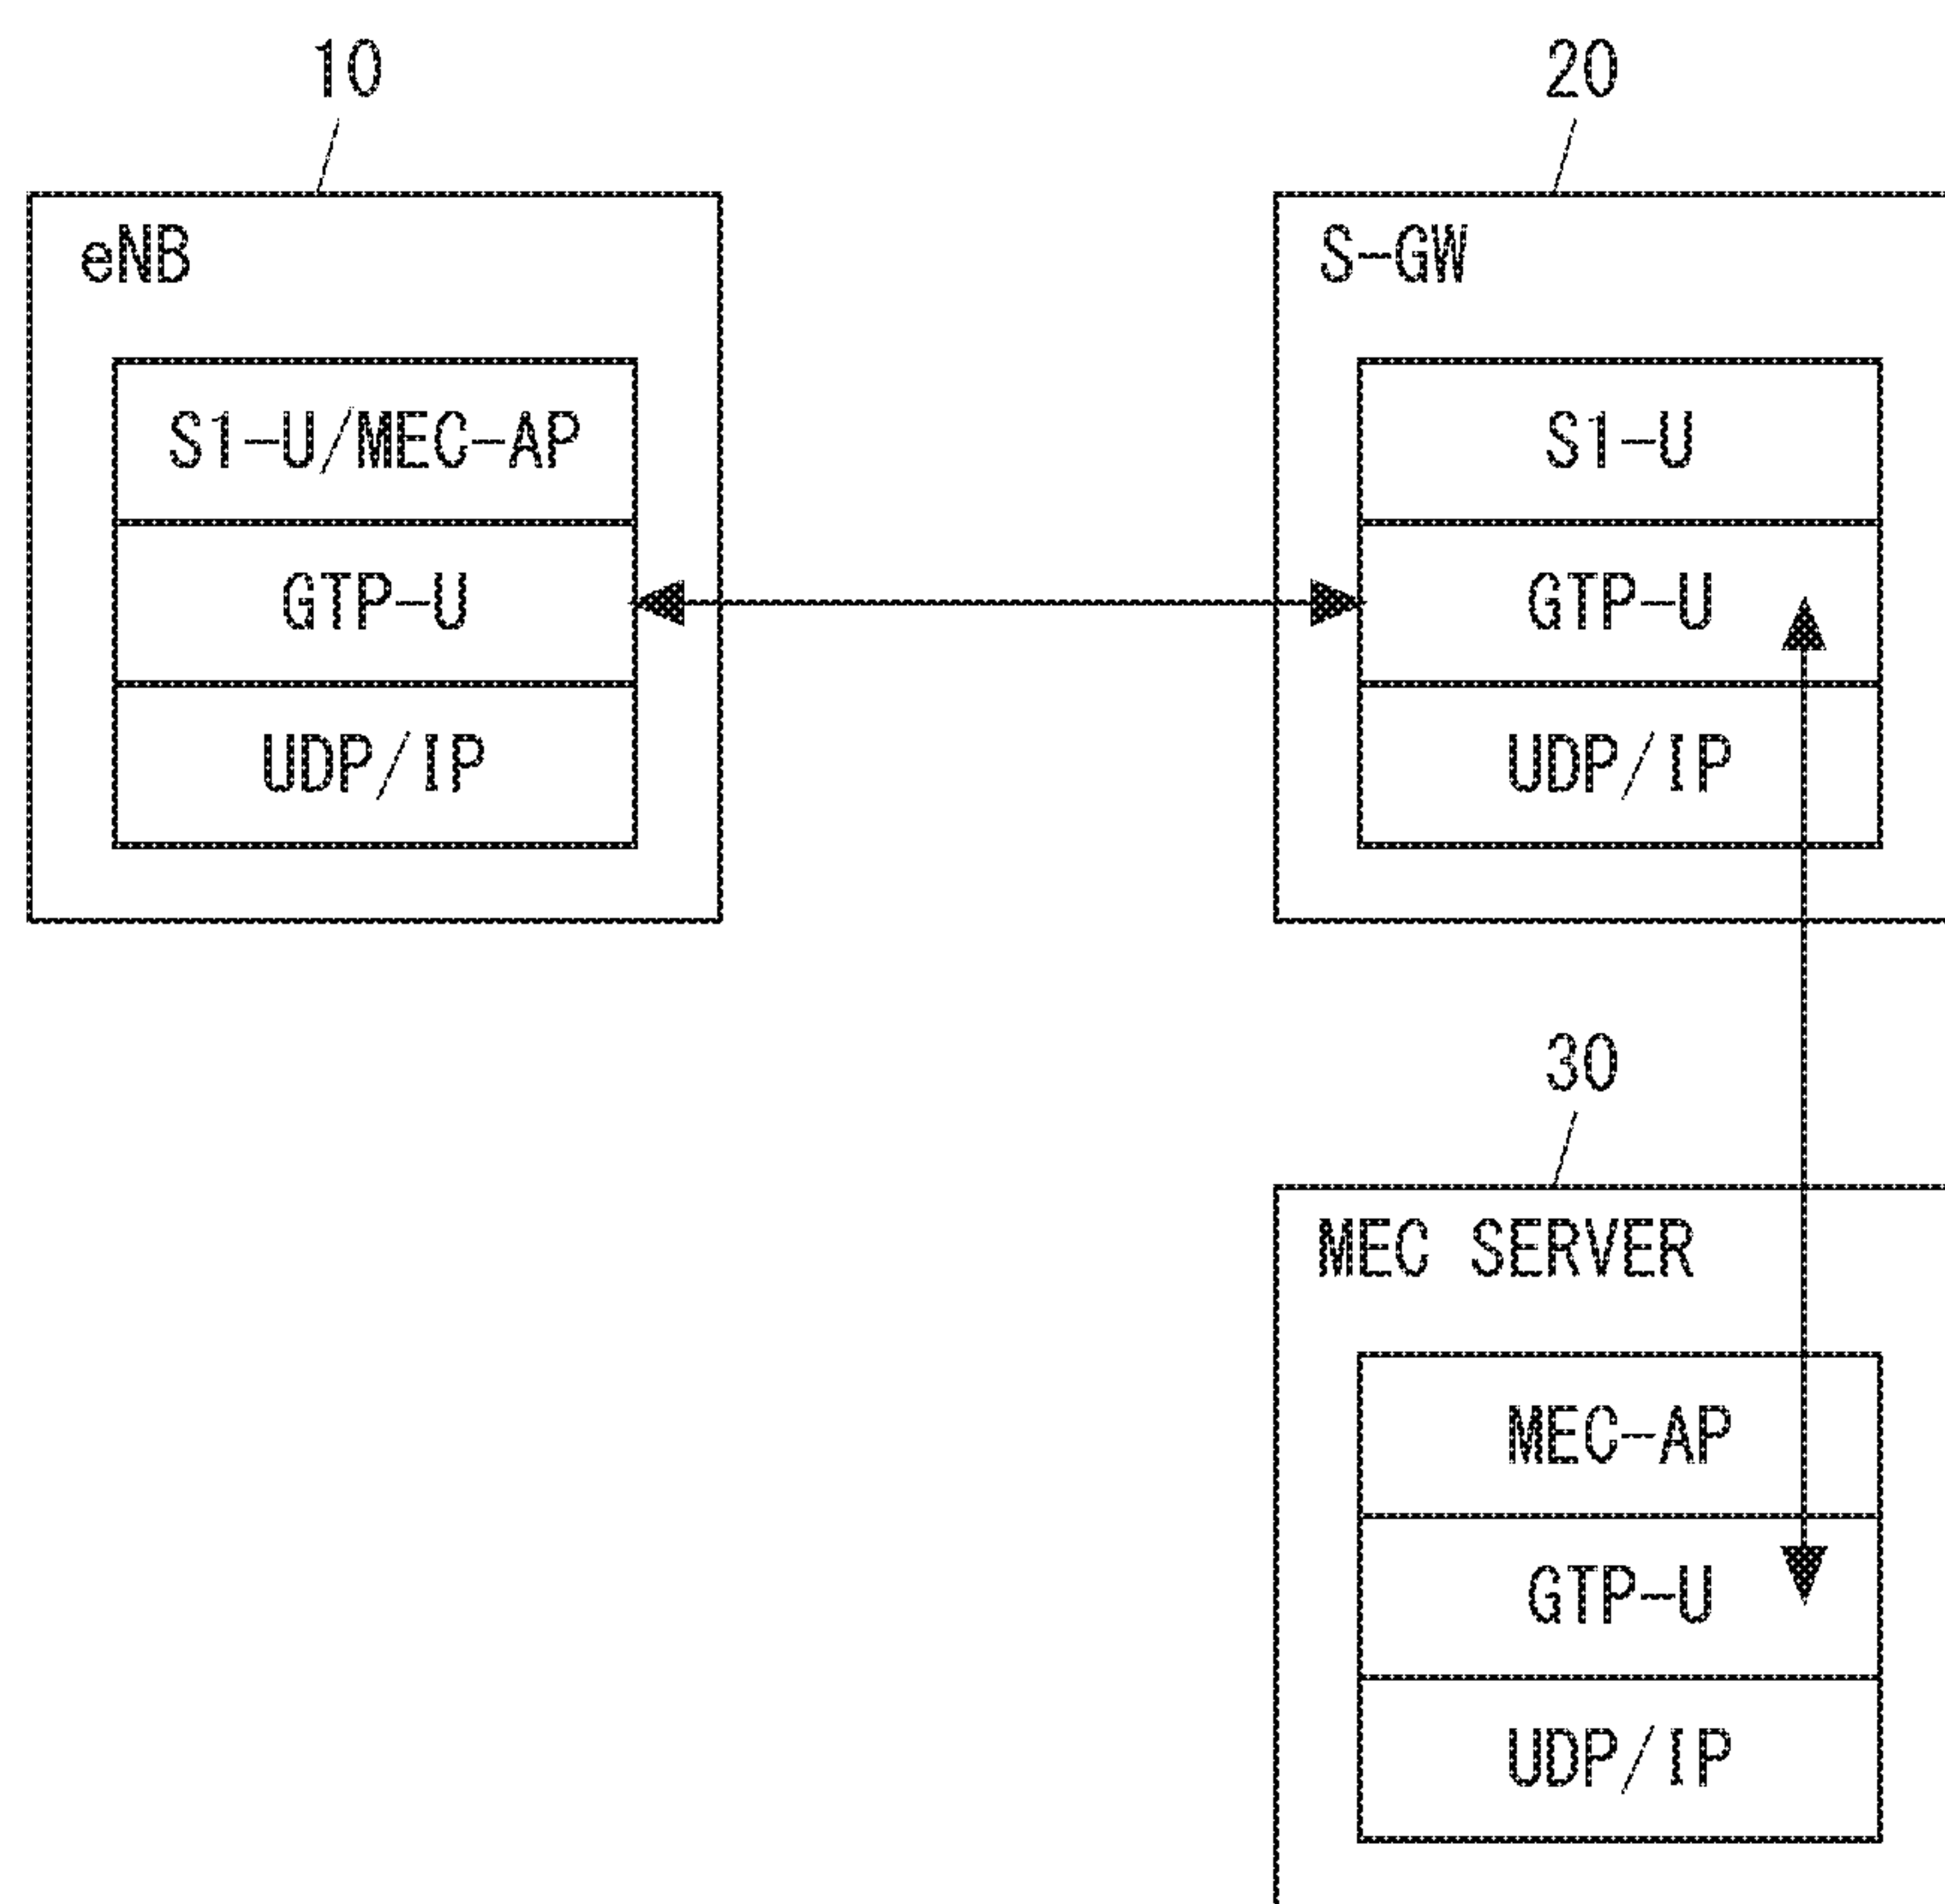 10
20
eNB
S-GW
S1-U/MEC-AP
GTP-U
UDP/IP
S1-U
GTP-U
UDP/IP
30
MEC SERVER
MEC-AP
GTP-U
UDP/IP